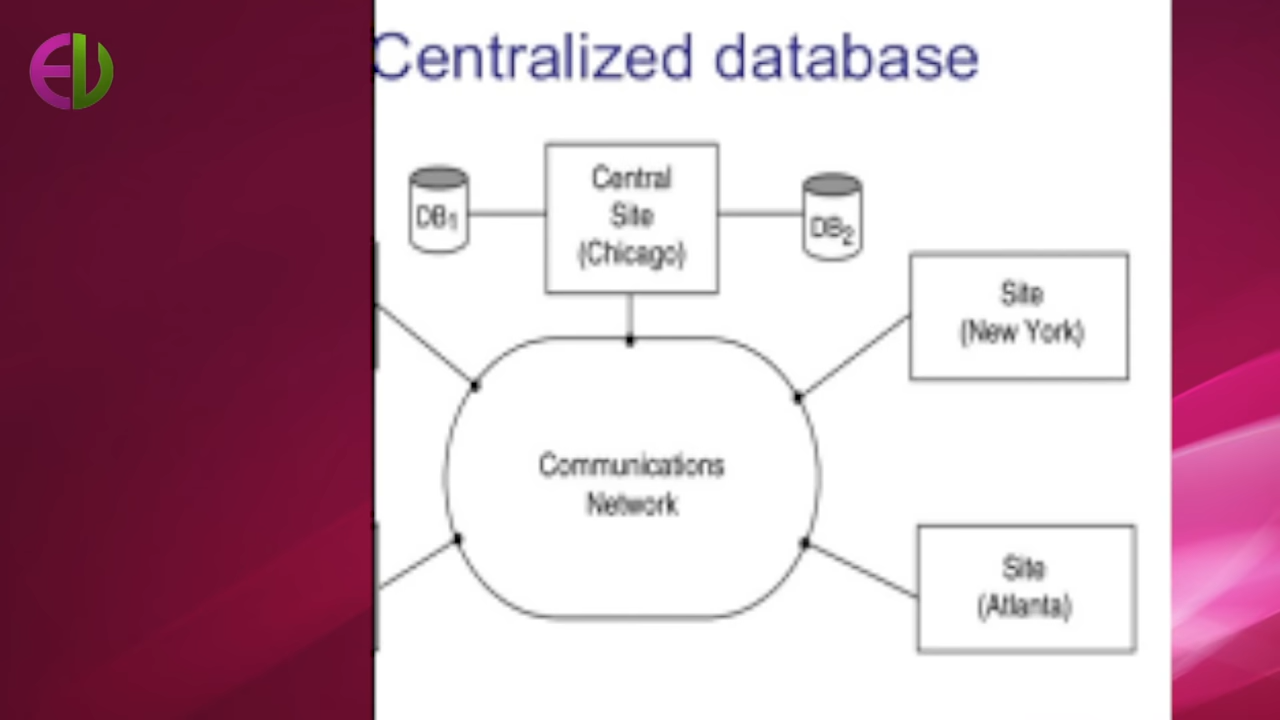 Centralized database
Central
Site
(Chicago)
DB1
DB2
Site
(New York)
Communications
Network
Site
(Atlanta)